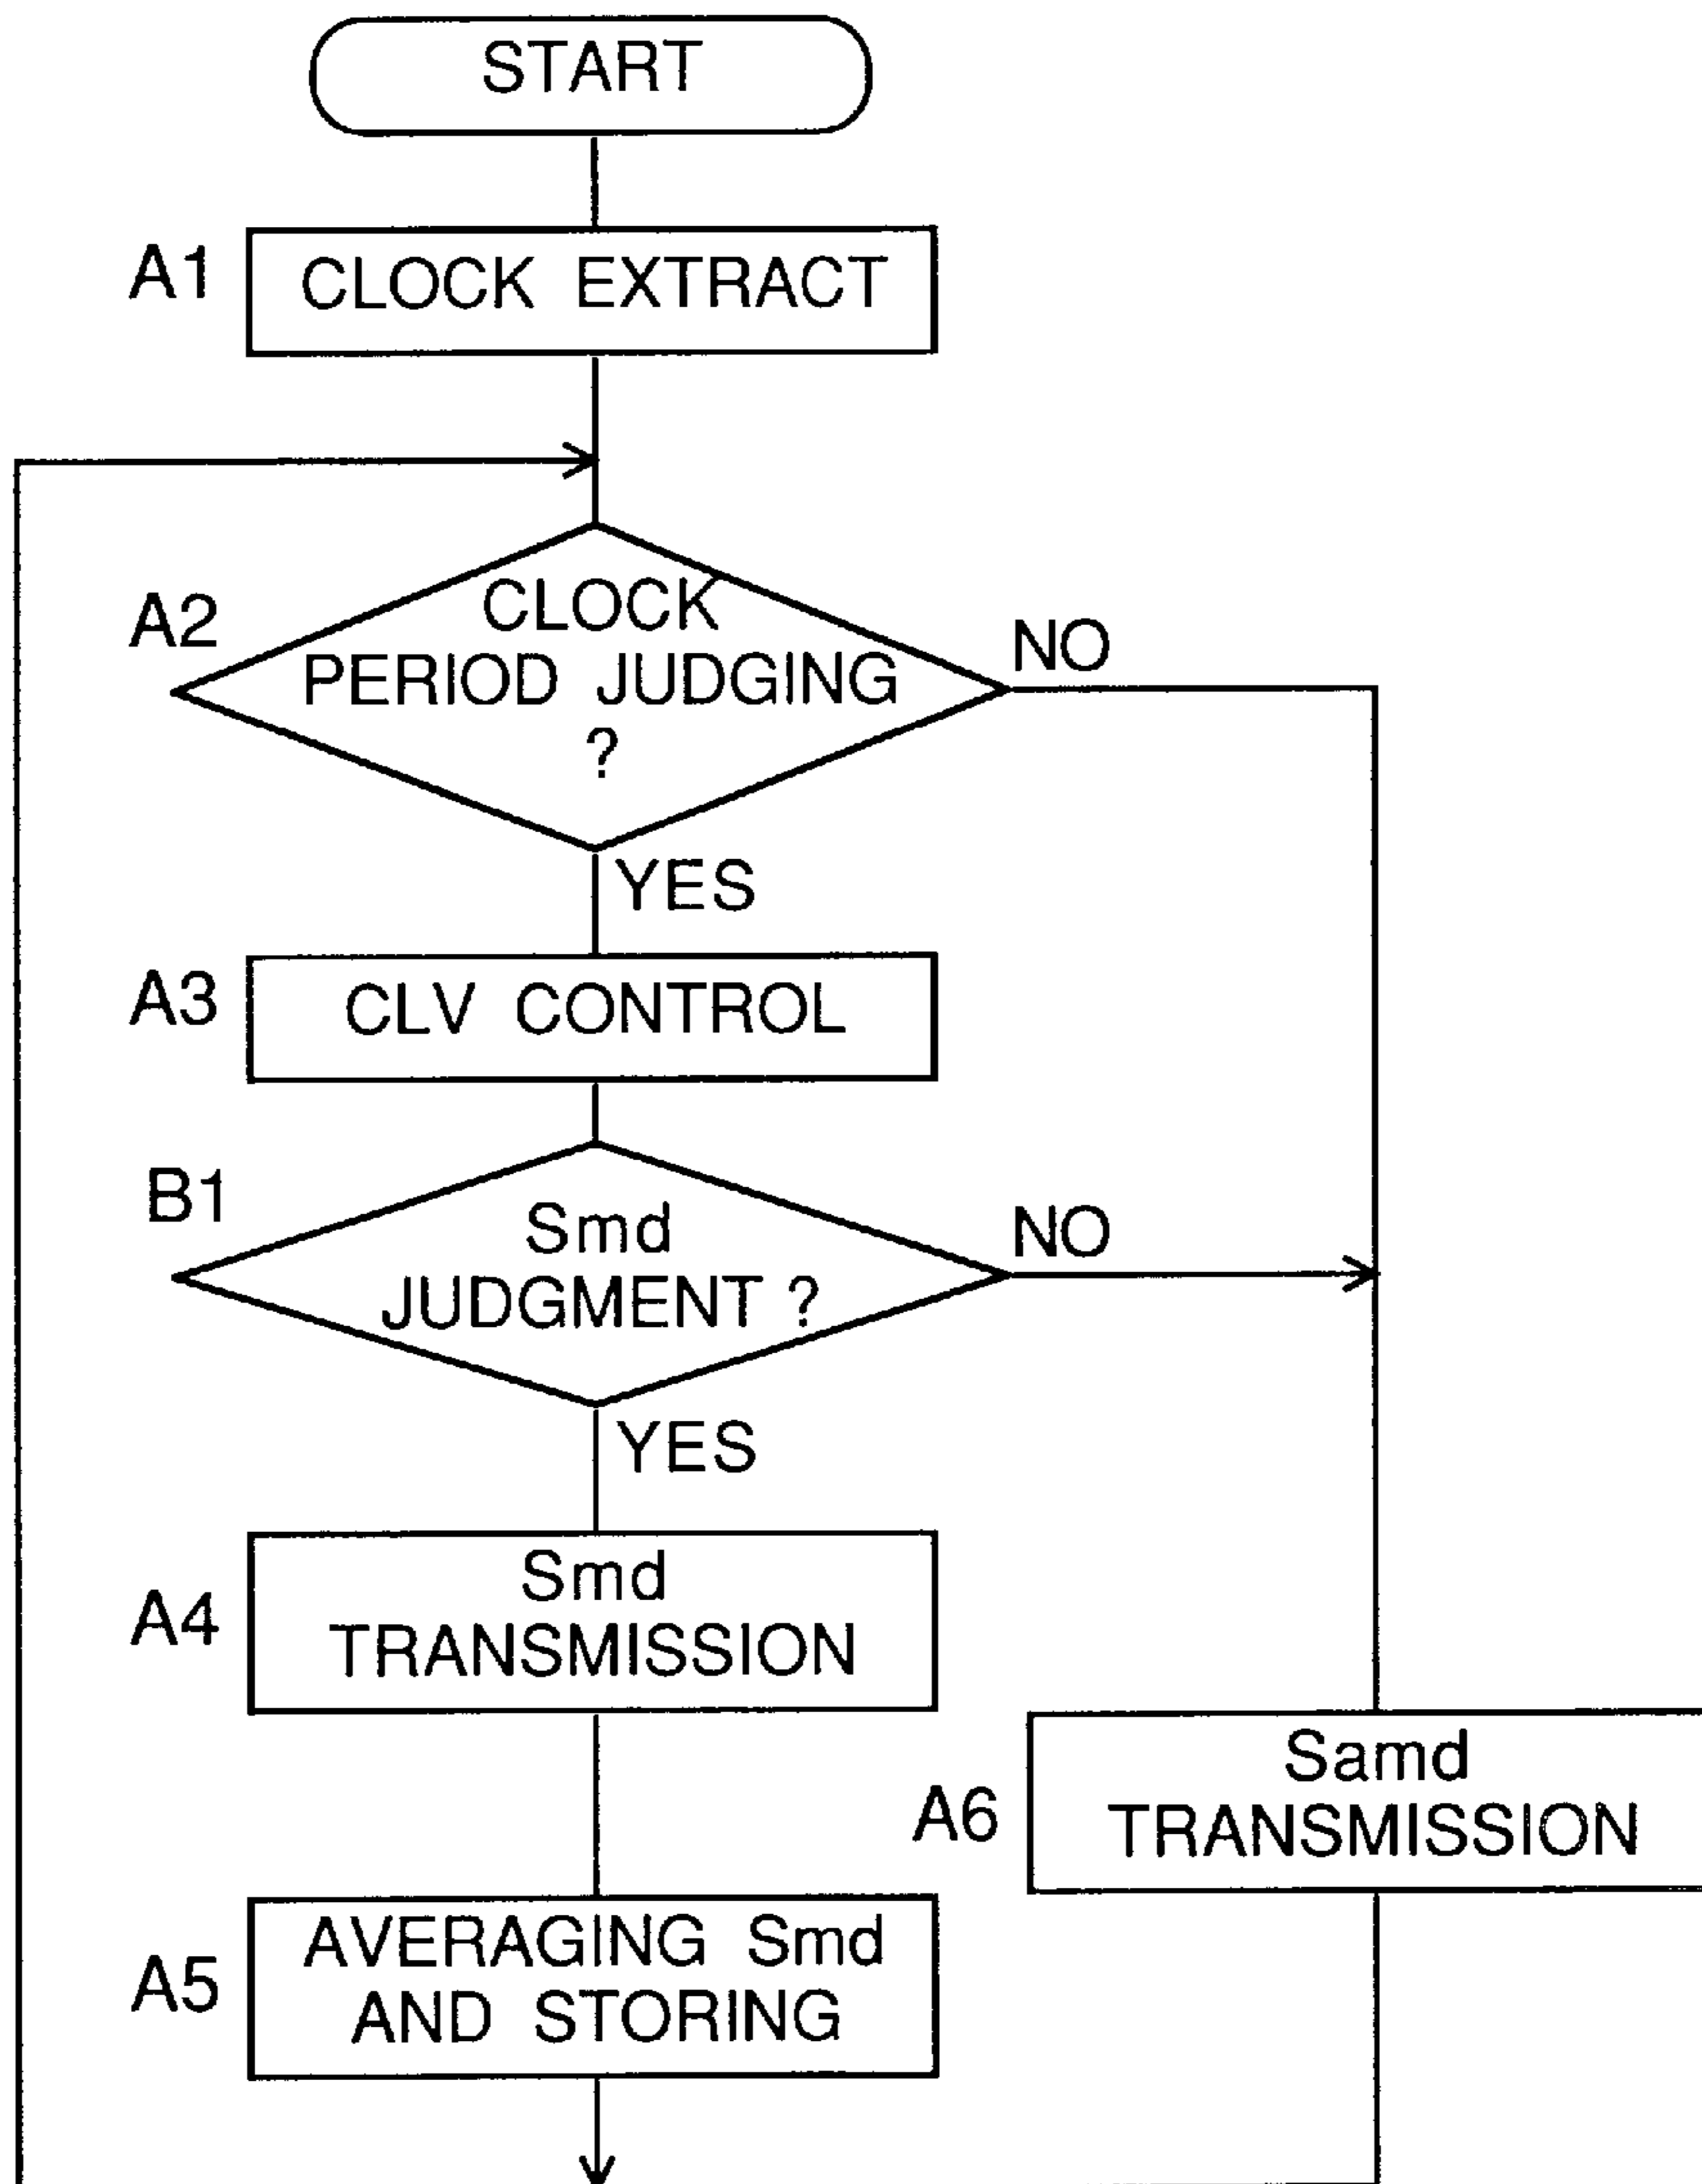 START
A1
CLOCK EXTRACT
A2
CLOCK
PERIOD JUDGING
?
NO
YES
A3
CLV CONTROL
B1
Smd
JUDGMENT ?
NO
YES
A4
Smd
TRANSMISSION
A6
Samd
TRANSMISSION
A5
AVERAGING Smd
AND STORING